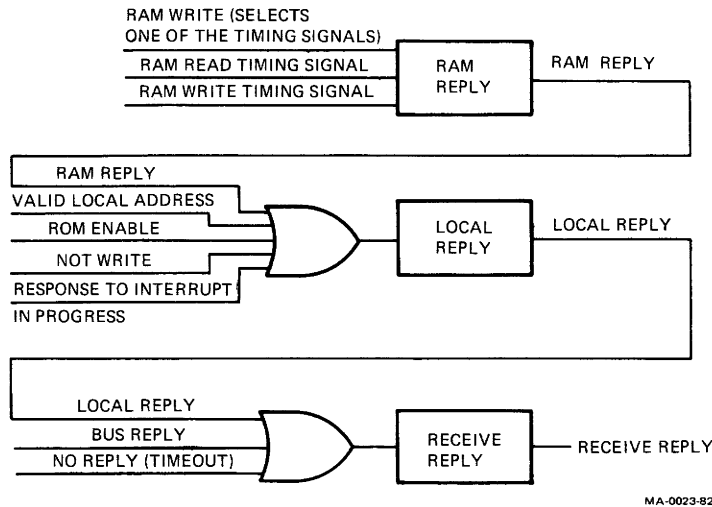 RAM WRITE (SELECTS
ONE OF THE TIMING SIGNALS)
RAM READ TIMING SIGNAL
RAM WRITE TIMING SIGNAL
RAM
REPLY
RAM REPLY
RAM REPLY
VALID LOCAL ADDRESS
ROM ENABLE
NOT WRITE
RESPONSE TO INTERRUPT
IN PROGRESS
LOCAL
REPLY
LOCAL REPLY
LOCAL REPLY
BUS REPLY
NO REPLY (TIMEOUT)
RECEIVE
REPLY
RECEIVE REPLY
MA-0023-82